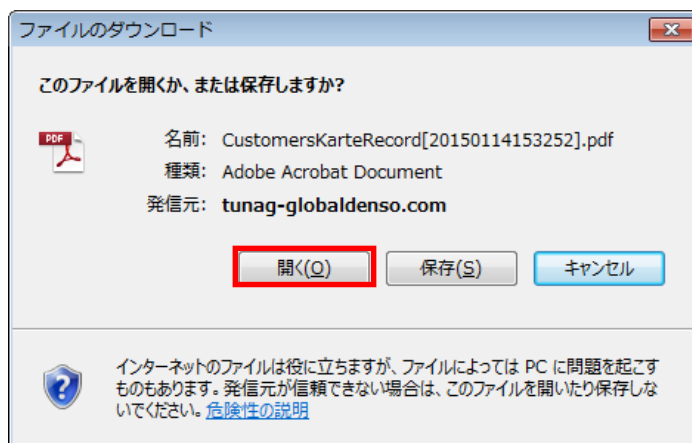 ファイルのダウンロード
このファイルを開くか、または保存しますか?
PDF
名前: CustomersKarteRecord[20150114153252].pdf
種類: Adobe Acrobat Document
発信元: tunag-globaldenso.com
開く(O) 保存(S) キャンセル
インターネットのファイルは役に立ちますが、ファイルによっては PC に問題を起こす
ものもあります。発信元が信頼できない場合は、このファイルを開いたり保存しな
いでください。危険性の説明